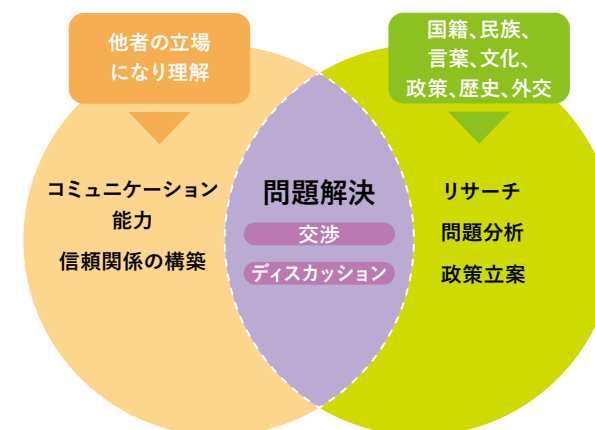 他者の立場
になり理解
国籍、民族、
言葉、文化、
政策、歴史、外交
コミュニケーション
能力
信頼関係の構築
問題解決
交渉
ディスカッション
リサーチ
問題分析
政策立案